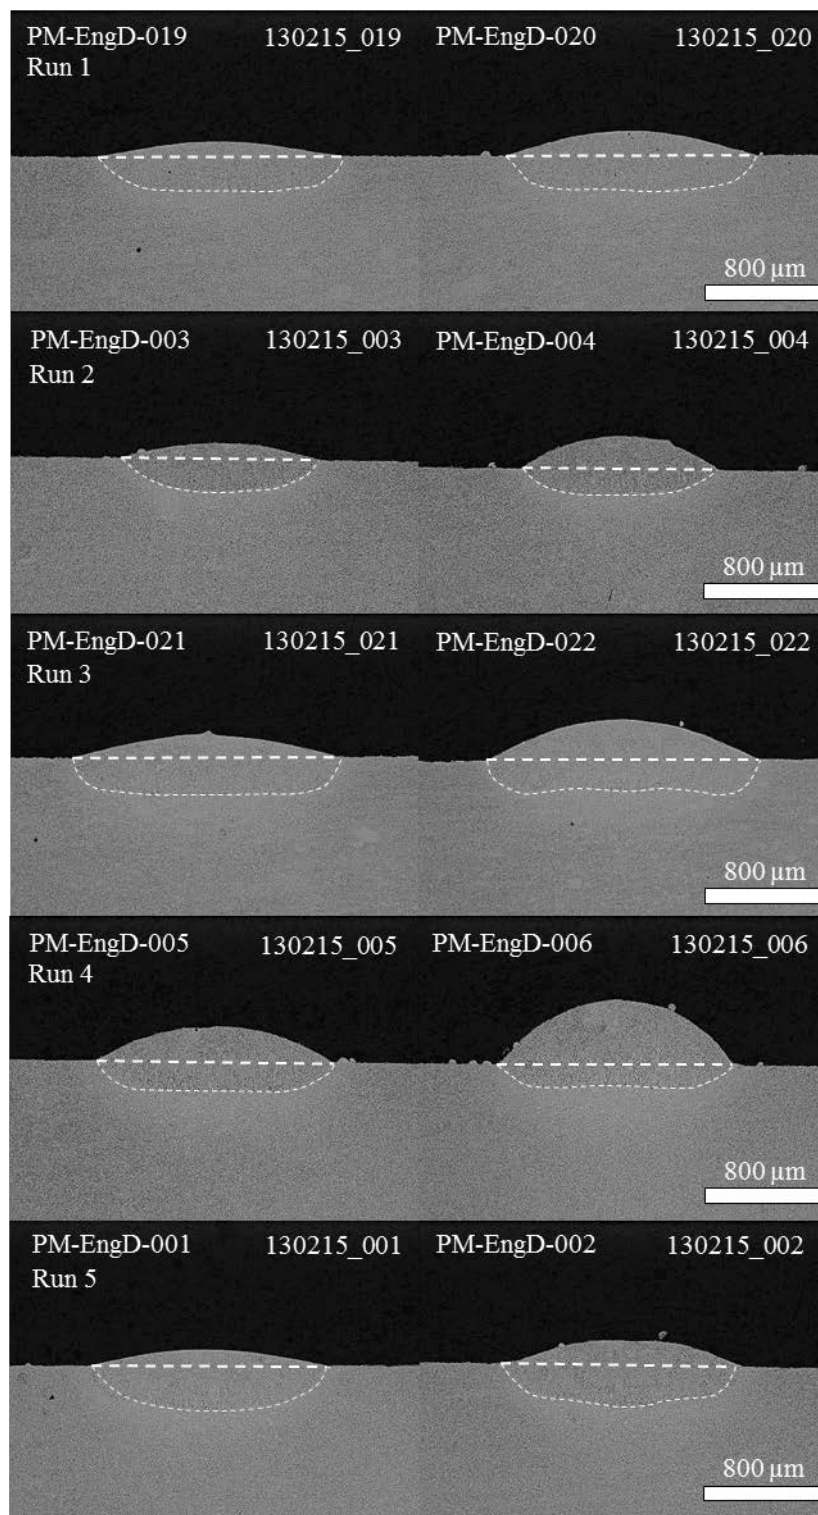 PM-EngD-019 130215_019 PM-EngD-020 130215_020
Run 1
800 µm
PM-EngD-003 130215_003 PM-EngD-004 130215_004
Run 2
800 µm
PM-EngD-021 130215_021 PM-EngD-022 130215_022
Run 3
800 µm
PM-EngD-005 130215_005 PM-EngD-006 130215_006
Run 4
800 µm
PM-EngD-001 130215_001 PM-EngD-002 130215_002
Run 5
800 µm